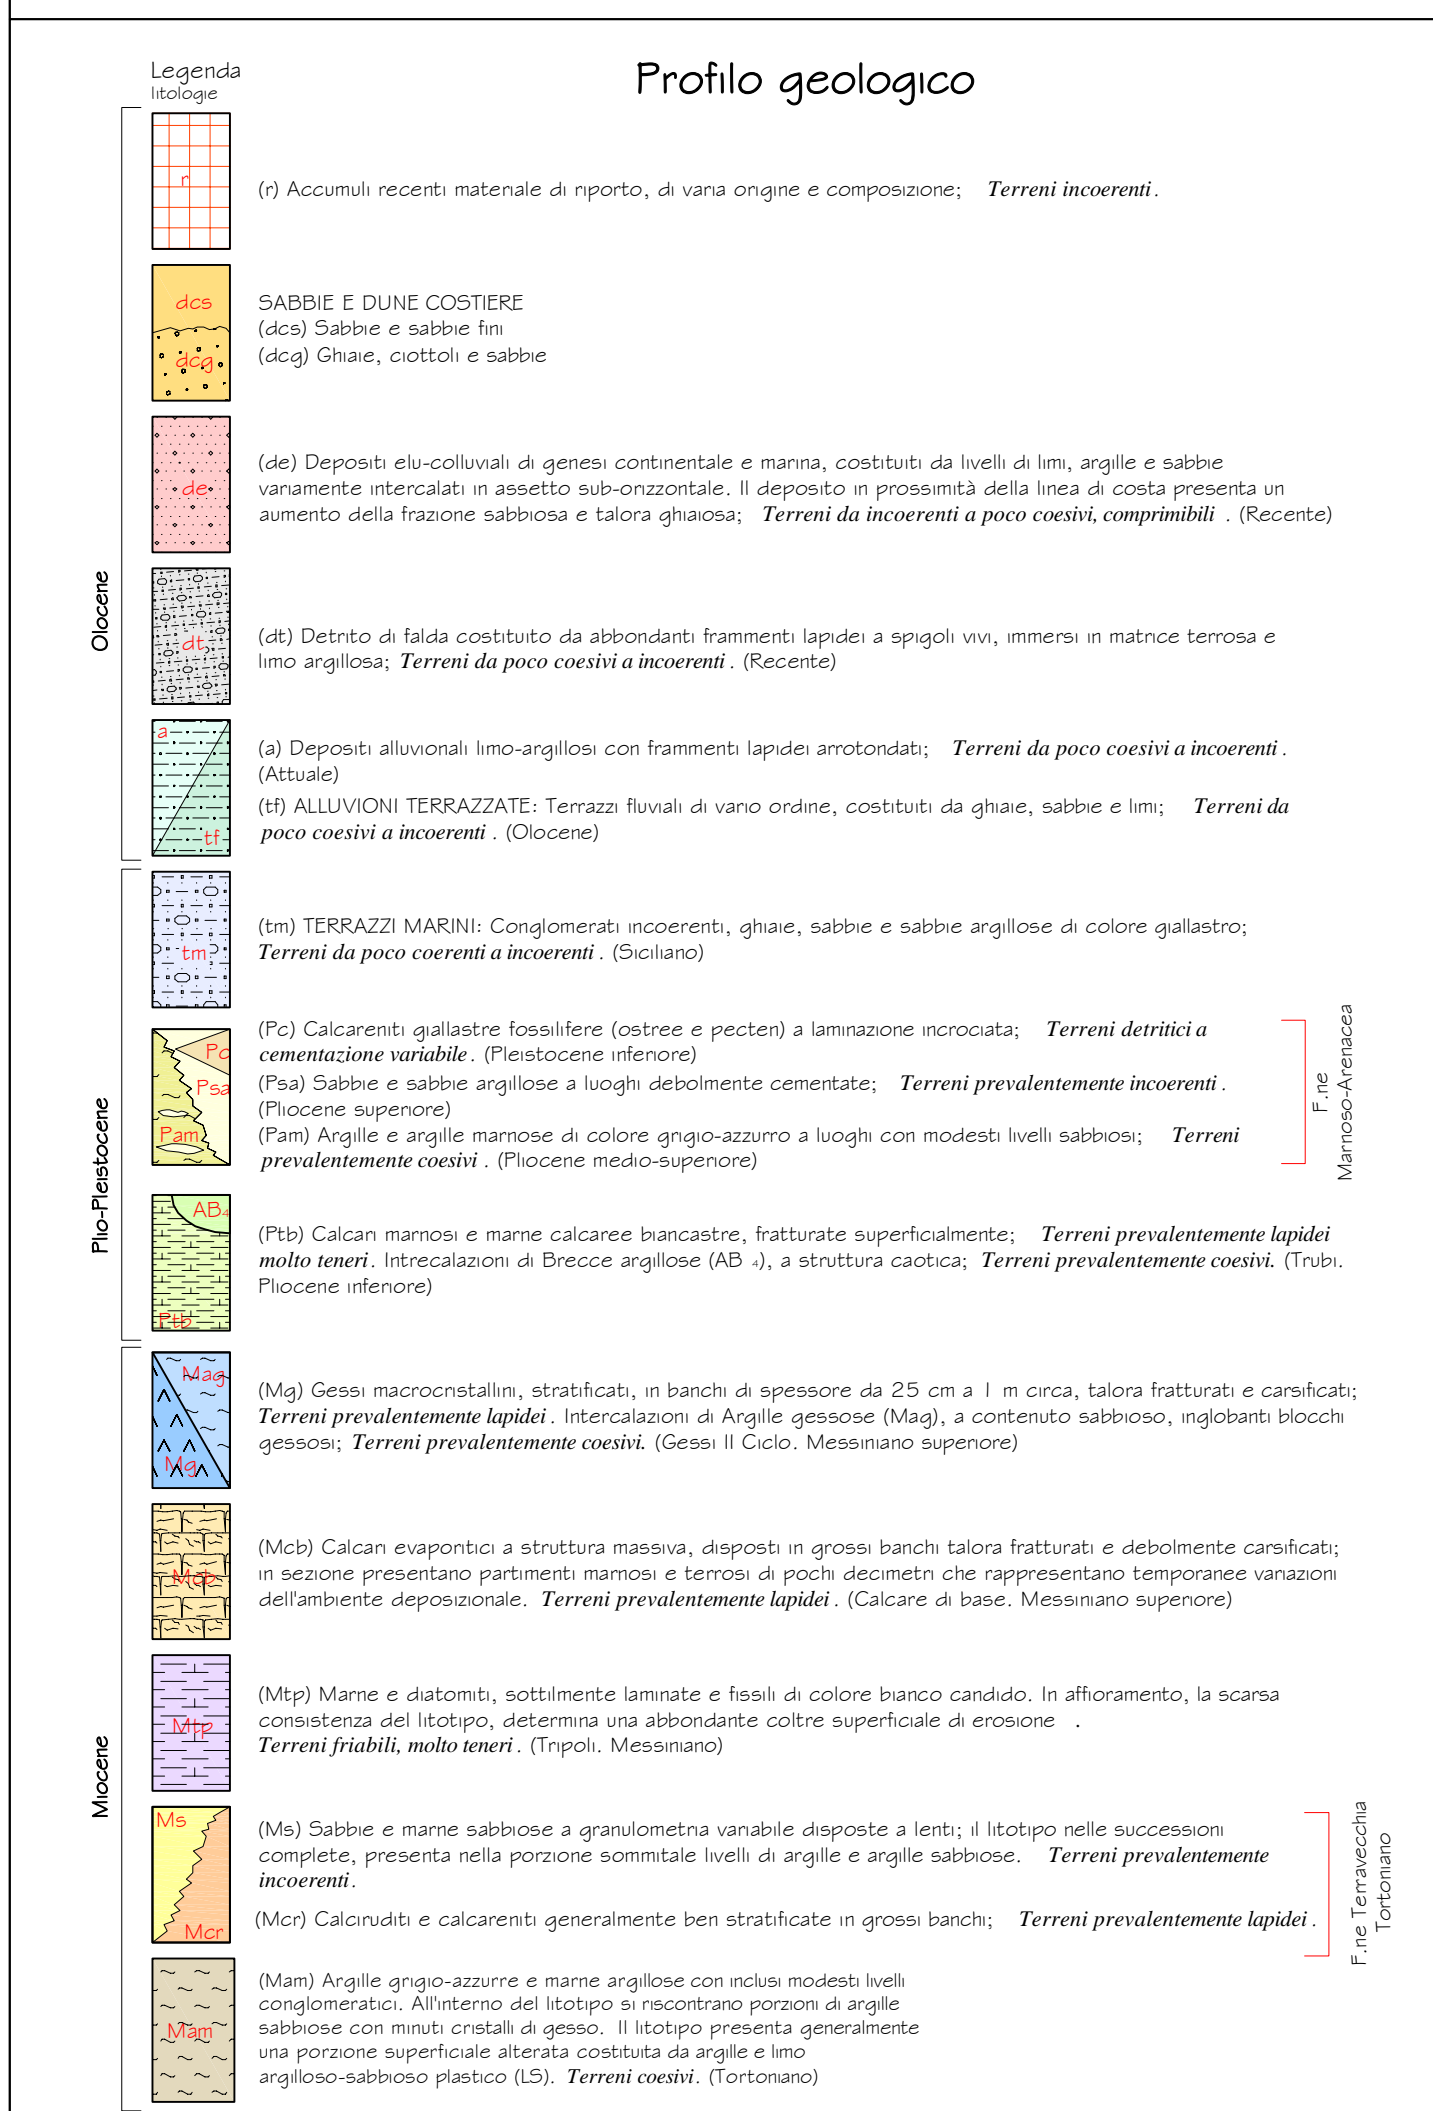 Legenda
litologie
Profilo geologico
Olocene
r
(r) Accumuli recenti materiale di riporto, di varia origine e composizione; Terreni incoerenti.
dcs
dcg
SABBIE E DUNE COSTIERE
(dcs) Sabbie e sabbie fini
(dcg) Ghiaie, ciottoli e sabbie
de
(de) Depositi elu-colluviali di genesi continentale e marina, costituiti da livelli di limi, argille e sabbie
variamente intercalati in assetto sub-orizzontale. Il deposito in prossimità della linea di costa presenta un
aumento della frazione sabbiosa e talora ghiaiosa; Terreni da incoerenti a poco coesivi, comprimibili . (Recente)
dt
(dt) Detrito di falda costituito da abbondanti frammenti lapidei a spigoli vivi, immersi in matrice terrosa e
limo argillosa; Terreni da poco coesivi a incoerenti . (Recente)
a
tf
(a) Depositi alluvionali limo-argillosi con frammenti lapidei arrotondati; Terreni da poco coesivi a incoerenti .
(Attuale)
(tf) ALLUVIONI TERRAZZATE: Terrazzi fluviali di vario ordine, costituiti da ghiaie, sabbie e limi; Terreni da
poco coesivi a incoerenti . (Olocene)
Plio-Pleistocene
tm
(tm) TERRAZZI MARINI: Conglomerati incoerenti, ghiaie, sabbie e sabbie argillose di colore giallastro;
Terreni da poco coerenti a incoerenti . (Siciliano)
Pc
Psa
Pam
(Pc) Calcareniti giallastre fossilifere (ostree e pecten) a laminazione incrociata; Terreni detritici a
cementazione variabile . (Pleistocene inferiore)
(Psa) Sabbie e sabbie argillose a luoghi debolmente cementate; Terreni prevalentemente incoerenti .
(Pliocene superiore)
(Pam) Argille e argille marnose di colore grigio-azzurro a luoghi con modesti livelli sabbiosi; Terreni
prevalentemente coesivi . (Pliocene medio-superiore)
F.ne
Marnoso-Arenacea
AB4
Ptb
(Ptb) Calcari marnosi e marne calcaree biancastre, fratturate superficialmente; Terreni prevalentemente lapidei
molto teneri . Intrecalazioni di Brecce argillose (AB 4), a struttura caotica; Terreni prevalentemente coesivi. (Trubi.
Pliocene inferiore)
Miocene
Mag
Mg
(Mg) Gessi macrocristallini, stratificati, in banchi di spessore da 25 cm a 1 m circa, talora fratturati e carsificati;
Terreni prevalentemente lapidei . Intercalazioni di Argille gessose (Mag), a contenuto sabbioso, inglobanti blocchi
gessosi; Terreni prevalentemente coesivi. (Gessi II Ciclo. Messiniano superiore)
Mcb
(Mcb) Calcari evaporitici a struttura massiva, disposti in grossi banchi talora fratturati e debolmente carsificati;
in sezione presentano partimenti marnosi e terrosi di pochi decimetri che rappresentano temporanee variazioni
dell'ambiente deposizionale. Terreni prevalentemente lapidei . (Calcare di base. Messiniano superiore)
Mtp
(Mtp) Marne e diatomiti, sottilmente laminate e fissili di colore bianco candido. In affioramento, la scarsa
consistenza del litotipo, determina una abbondante coltre superficiale di erosione .
Terreni friabili, molto teneri . (Tripoli. Messiniano)
Ms
Mcr
(Ms) Sabbie e marne sabbiose a granulometria variabile disposte a lenti; il litotipo nelle successioni
complete, presenta nella porzione sommitale livelli di argille e argille sabbiose. Terreni prevalentemente
incoerenti .
(Mcr) Calciruditi e calcareniti generalmente ben stratificate in grossi banchi; Terreni prevalentemente lapidei .
F.ne Terravecchia
Tortoniano
Mam
(Mam) Argille grigio-azzurre e marne argillose con inclusi modesti livelli
conglomeratici. All'interno del litotipo si riscontrano porzioni di argille
sabbiose con minuti cristalli di gesso. Il litotipo presenta generalmente
una porzione superficiale alterata costituita da argille e limo
argilloso-sabbioso plastico (LS). Terreni coesivi . (Tortoniano)